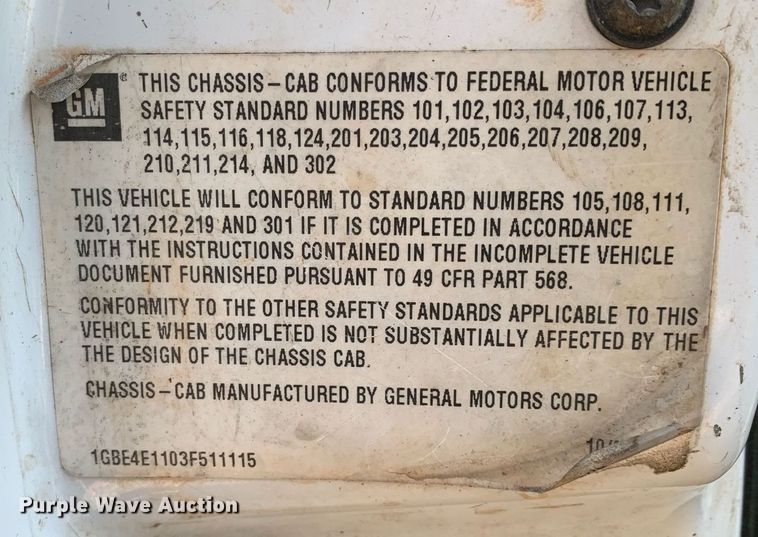 GM
® THIS CHASSIS-CAB CONFORMS TO FEDERAL MOTOR VEHICLE
SAFETY STANDARD NUMBERS 101,102,103,104,106,107,113,
114,115,116,118,124,201,203,204,205,206,207,208,209,
210,211,214, AND 302
THIS VEHICLE WILL CONFORM TO STANDARD NUMBERS 105,108,111,
120,121,212,219 AND 301 IF IT IS COMPLETED IN ACCORDANCE
WITH THE INSTRUCTIONS CONTAINED IN THE INCOMPLETE VEHICLE
DOCUMENT FURNISHED PURSUANT TO 49 CFR PART 568.
CONFORMITY TO THE OTHER SAFETY STANDARDS APPLICABLE TO THIS
VEHICLE WHEN COMPLETED IS NOT SUBSTANTIALLY AFFECTED BY THE
THE DESIGN OF THE CHASSIS CAB.
CHASSIS-CAB MANUFACTURED BY GENERAL MOTORS CORP.
1GBE4E1103F511115
Purple Wave Auction